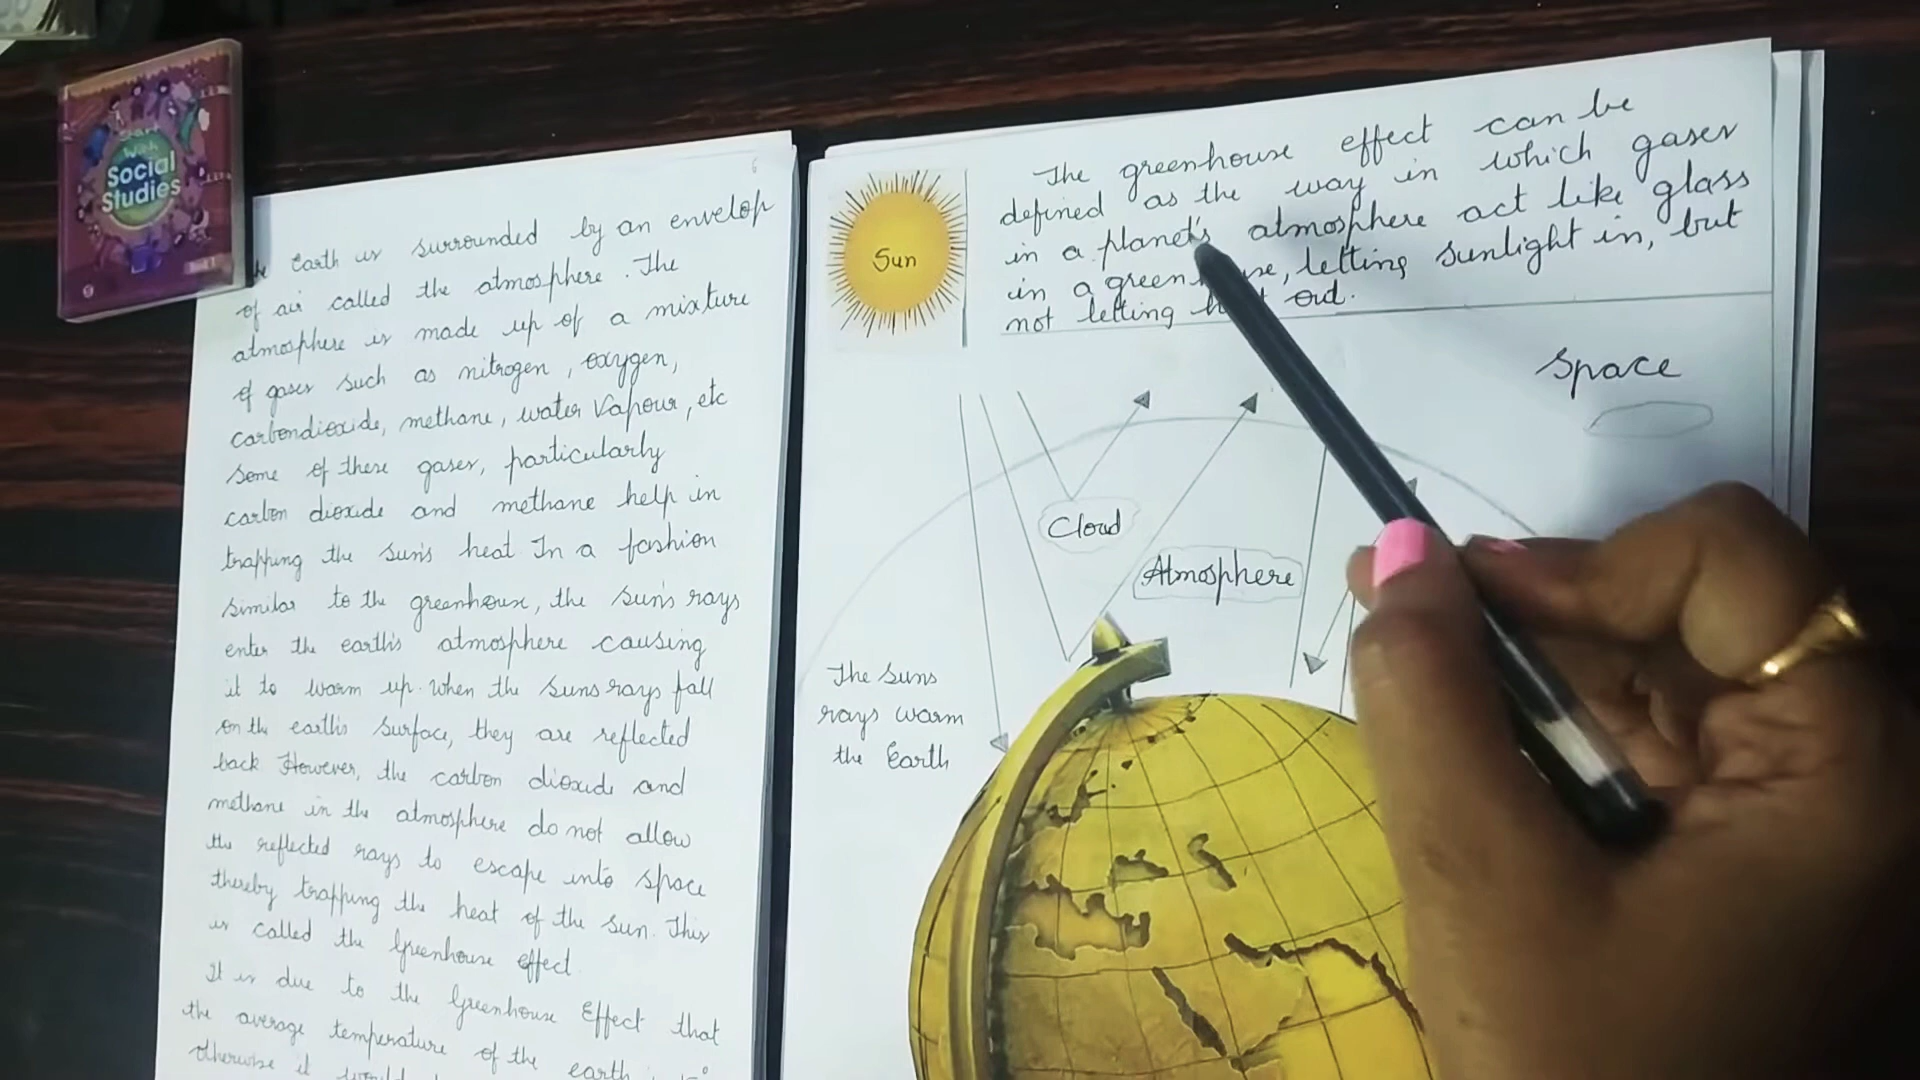 Start
With
Social
Studies
6
Earth is surrounded by an envelop
of air called the atmosphere. The
atmosphere is made up of a mixture
of gases such as nitrogen, oxygen,
carbondioxide, methane, water vapour, etc
some of these gases, particularly
carbon dioxide and methane help in
trapping the sun's heat In a fashion
similar to the greenhouse, the sun's rays
enter the earth's atmosphere causing
it to warm up. when the suns rays fall
on the earth's surface, they are reflected
back. However, the carbon dioxide and
methane in the atmosphere do not allow
the reflected rays to escape into space
thereby trapping the heat of the sun. This
is called the Greenhouse effect
It is due to the Greenhouse Effect that
the average temperature of the earth
otherwise it would
Sun
The greenhouse effect can be
defined as the way in which gases
in a planet's atmosphere act like glass
in a green, letting sunlight in, but
not letting out.
Space
Cloud
Atmosphere
The Suns
rays warm
the Earth